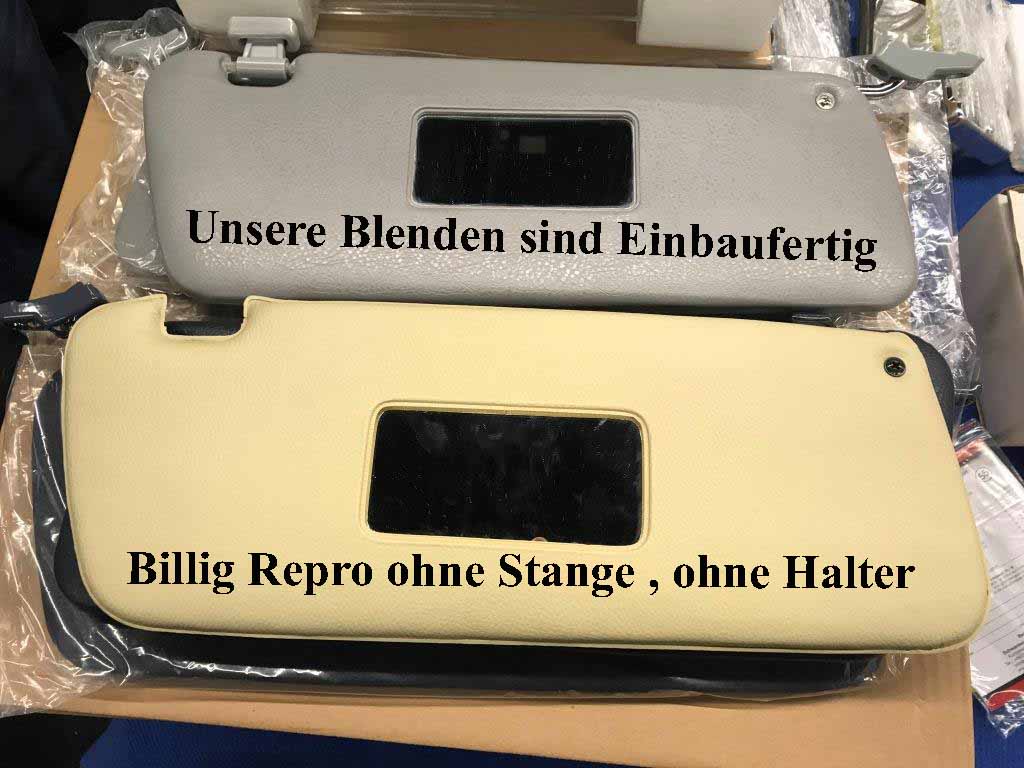 Unsere Blenden sind Einbaufertig
Billig Repro ohne Stange , ohne Halter